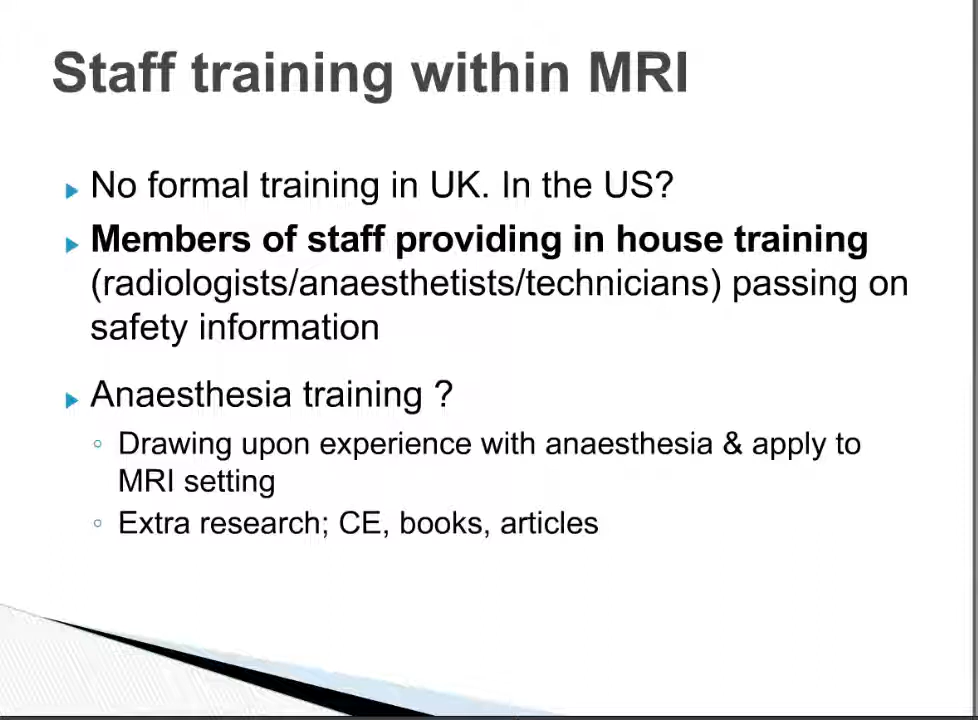 Staff training within MRI
No formal training in UK. In the US?
Members of staff providing in house training
(radiologists/anaesthetists/technicians) passing on
safety information
Anaesthesia training ?
Drawing upon experience with anaesthesia & apply to
MRI setting
Extra research; CE, books, articles